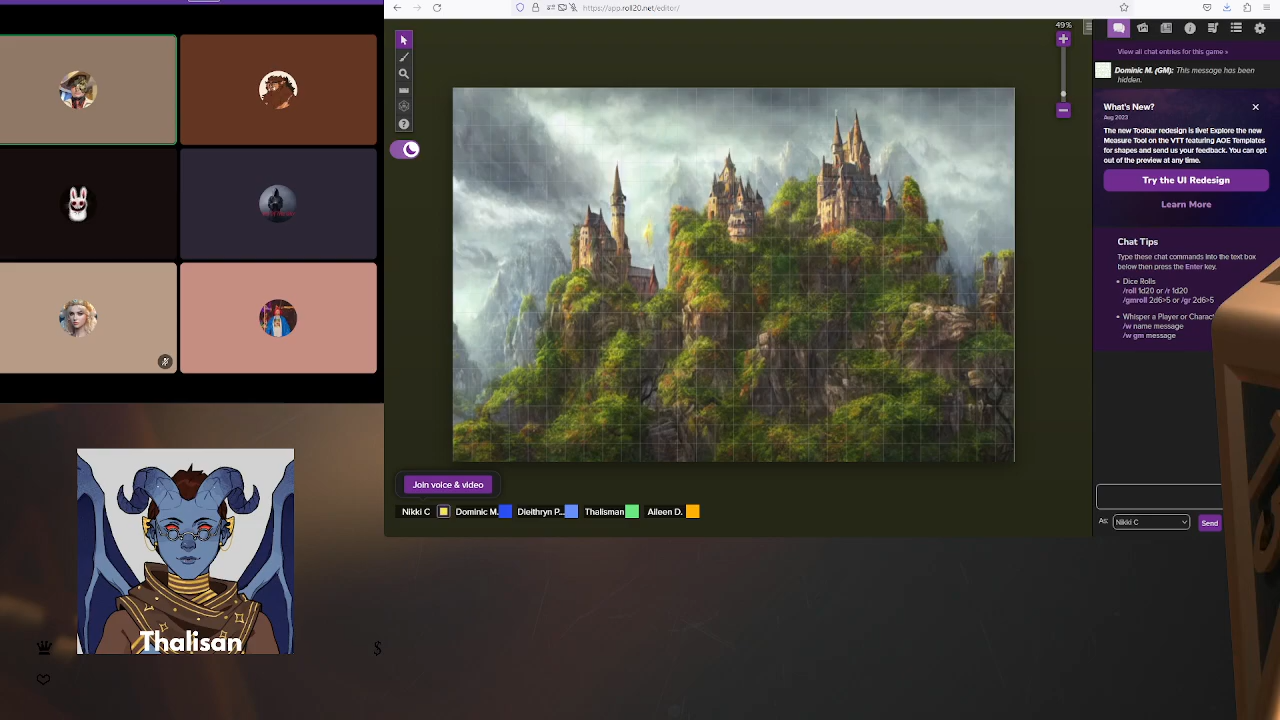 https://app.roll20.net/editor/
49%
View all chat entries for this game »
Dominic M. (GM): This message has been
hidden.
What's New?
Aug 2023
The new Toolbar redesign is live! Explore the new
Measure Tool on the VTT featuring AOE Templates
for shapes and send us your feedback. You can opt
out of the preview at any time.
Try the UI Redesign
Learn More
Chat Tips
Type these chat commands into the text box
below then press the Enter key.
• Dice Rolls
/roll 1d20 or /r 1d20
/gmroll 2d6>5 or /gr 2d6>5
• Whisper a Player or Charact
/w name message
/w gm message
Join voice & video
Nikki C
Dominic M.
Dieithryn P...
Thalisman
Aileen D.
As:
Nikki C
Send
Thalisan
$